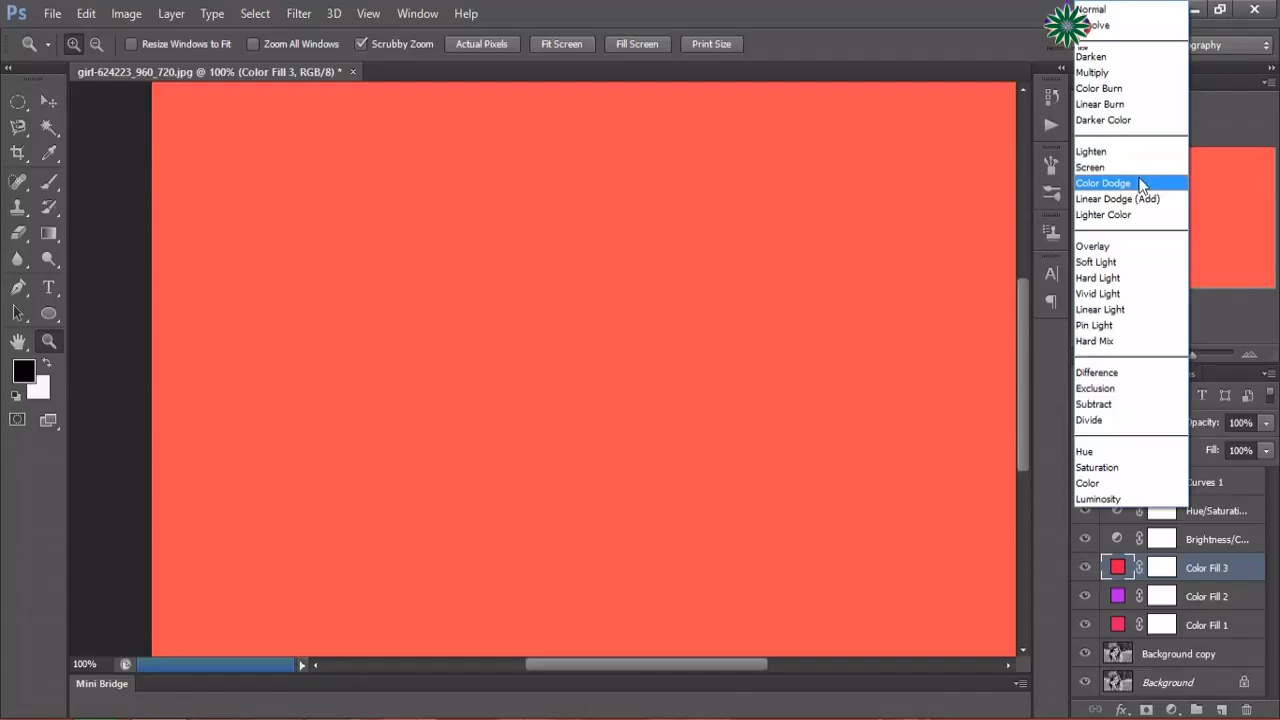 Ps File Edit Image Layer Type Select Filter 3D View Window Help
Resize Windows to Fit Zoom All Windows Scrubby Zoom Actual Pixels Fit Screen Fill Screen Print Size
girl-624223_960_720.jpg @ 100% (Color Fill 3, RGB/8) * ×
Normal
Darken
Multiply
Color Burn
Linear Burn
Darker Color
Lighten
Screen
Color Dodge
Linear Dodge (Add)
Lighter Color
Overlay
Soft Light
Hard Light
Vivid Light
Linear Light
Pin Light
Hard Mix
Difference
Exclusion
Subtract
Divide
Hue
Saturation
Color
Luminosity
100%
Fill: 100%
Curves 1
Hue/Saturati...
Brightness/C...
Color Fill 3
Color Fill 2
Color Fill 1
Background copy
Background
100%
Mini Bridge